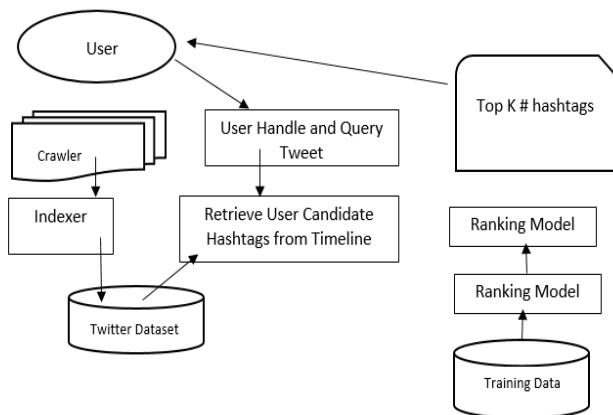 User
Top K # hashtags
User Handle and Query
Tweet
Crawler
Indexer
Retrieve User Candidate
Hashtags from Timeline
Ranking Model
Ranking Model
Twitter Dataset
Training Data